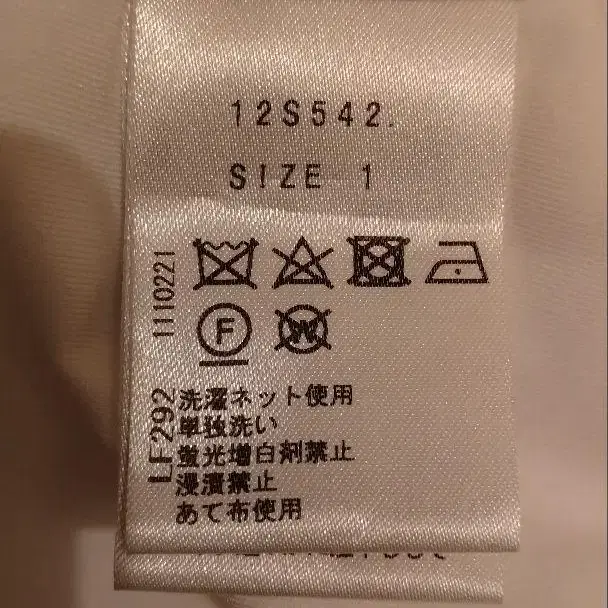 12S542.
SIZE 1
1110221
F
W
LF292
洗濯ネット使用
単独洗い
蛍光増白剤禁止
浸漬禁止
あて布使用